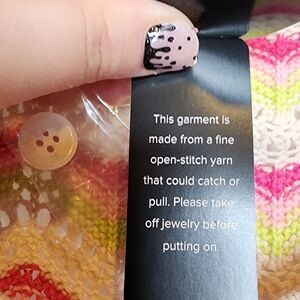 This garment is
made from a fine
open-stitch yarn
that could catch or
pull. Please take
off jewelry before
putting on.